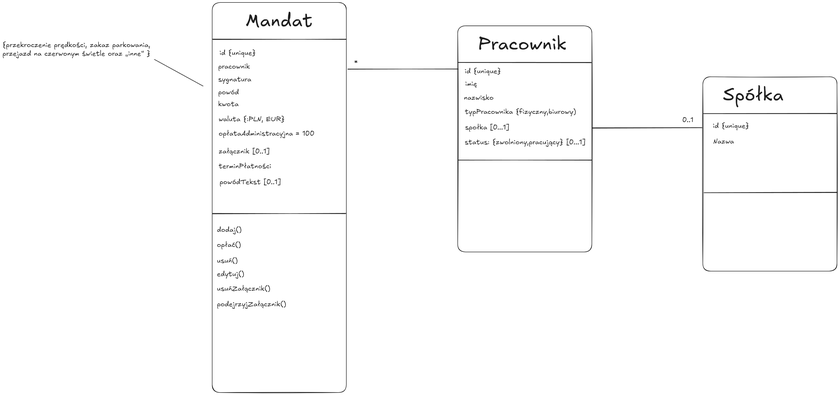 {przekroczenie prędkości, zakaz parkowania,
przejazd na czerwonym świetle oraz „inne" }
Mandat
id {unique}
pracownik
sygnatura
powód
kwota
waluta {:PLN, EUR}
opłataddministracyjna = 100
załącznik [0..1]
terminPłatności
powódTekst [0..1]
dodaj()
opłać()
usuń()
edytuj()
usuńZałącznik()
podejrzyjZałącznik()
*
Pracownik
id {unique}
imię
nazwisko
typPracownika {fizyczny,biurowy)
społka [0...1]
status: {zwolniony,pracujący} [0...1]
0..1
Spółka
id {unique}
Nazwa